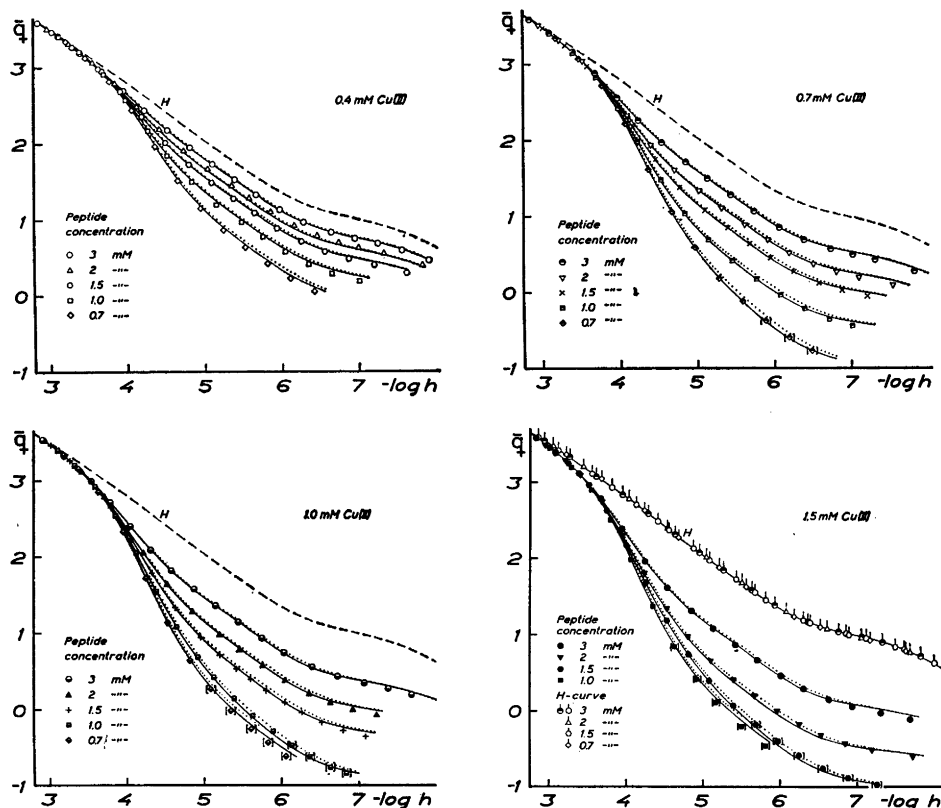 q̄₊
3
2
1
0
-1
H
0.4 mM Cu(II)
Peptide
concentration
3 mM
2 -"-
1.5 -"-
1.0 -"-
0.7 -"-
3 4 5 6 7 -log h
q̄₊
3
2
1
0
-1
H
0.7 mM Cu(II)
Peptide
concentration
3 mM
2 -"-
1.5 -"-
1.0 -"-
0.7 -"-
3 4 5 6 7 -log h
q̄₊
3
2
1
0
-1
H
1.0 mM Cu(II)
Peptide
concentration
3 mM
2 -"-
1.5 -"-
1.0 -"-
0.7 -"-
3 4 5 6 7 -log h
q̄₊
3
2
1
0
-1
H
1.5 mM Cu(II)
Peptide
concentration
3 mM
2 -"-
1.5 -"-
1.0 -"-
H-curve
3 mM
2 -"-
1.5 -"-
0.7 -"-
3 4 5 6 7 -log h